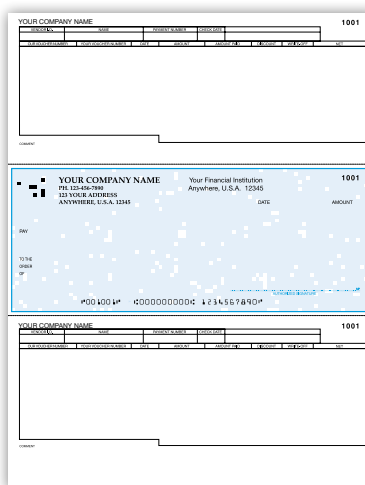 YOUR COMPANY NAME 1001
VENDOR I.D. NAME PAYMENT NUMBER CHECK DATE
OUR VOUCHER NUMBER YOUR VOUCHER NUMBER DATE AMOUNT AMOUNT PAID DISCOUNT WRITE-OFF NET
COMMENT
YOUR COMPANY NAME Your Financial Institution 1001
PH. 123-456-7890 Anywhere, U.S.A. 12345
123 YOUR ADDRESS
ANYWHERE, U.S.A. 12345 DATE AMOUNT
PAY
TO THE
ORDER
OF
AUTHORIZED SIGNATURE
⑈001001⑈ ⑆000000000⑆ 1234567890⑈
YOUR COMPANY NAME 1001
VENDOR I.D. NAME PAYMENT NUMBER CHECK DATE
OUR VOUCHER NUMBER YOUR VOUCHER NUMBER DATE AMOUNT AMOUNT PAID DISCOUNT WRITE-OFF NET
COMMENT